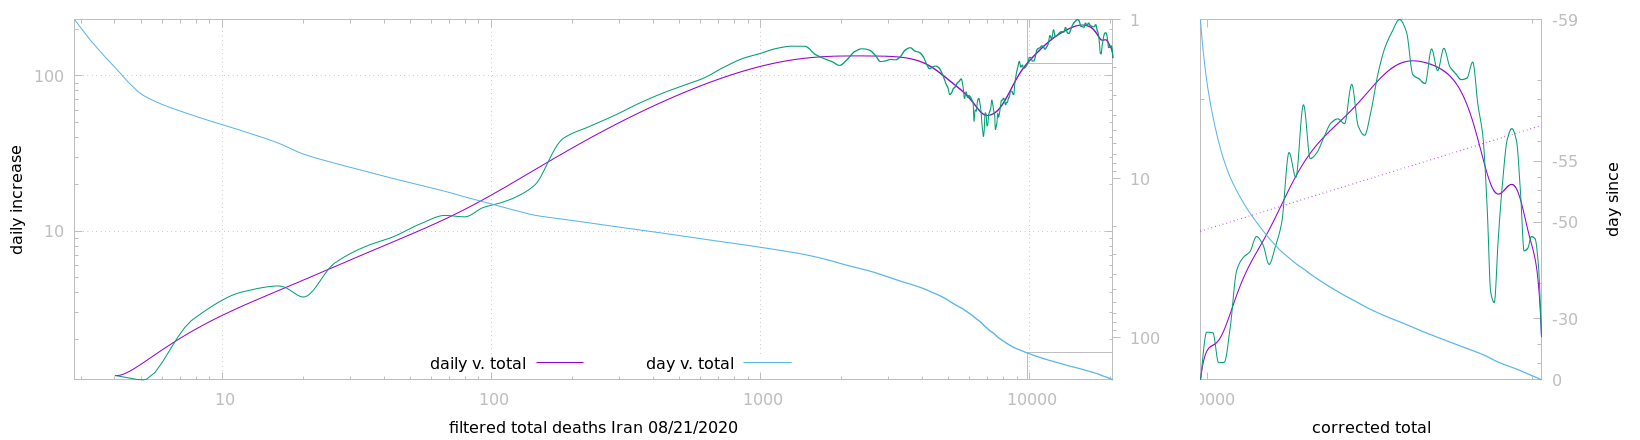 daily increase
100
10
daily v. total
day v. total
1
10
100
10
100
1000
10000
filtered total deaths Iran 08/21/2020
-59
-55
-50
-30
0
day since
0000
corrected total